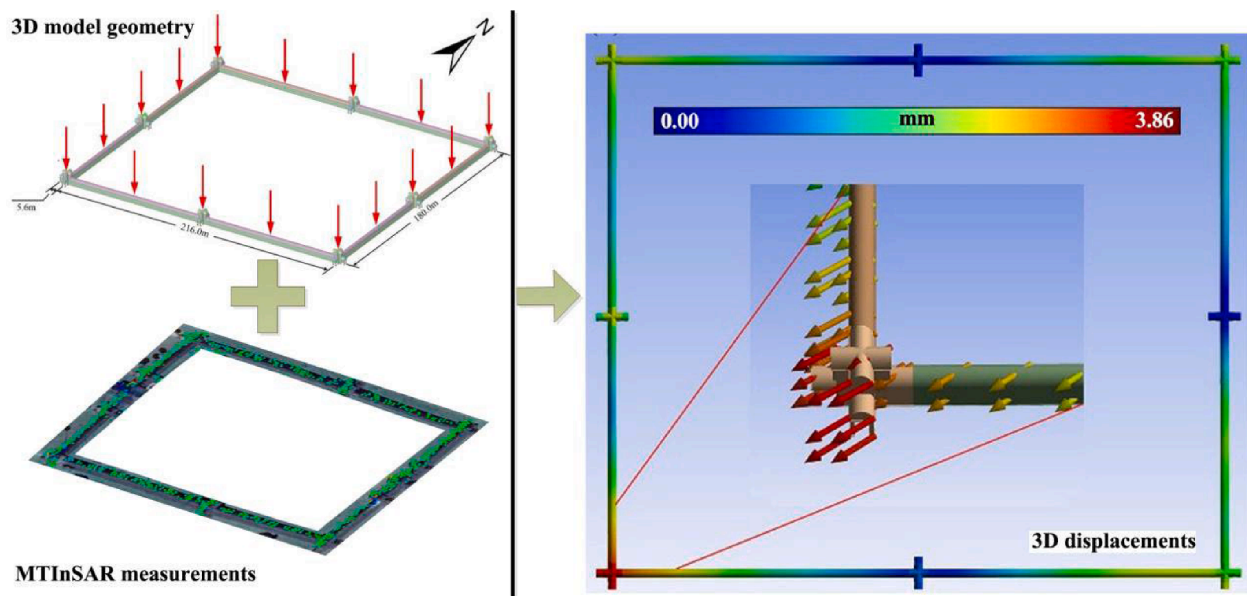 3D model geometry
N
5.6m
216.0m
180.0m
MTInSAR measurements
0.00 mm 3.86
3D displacements